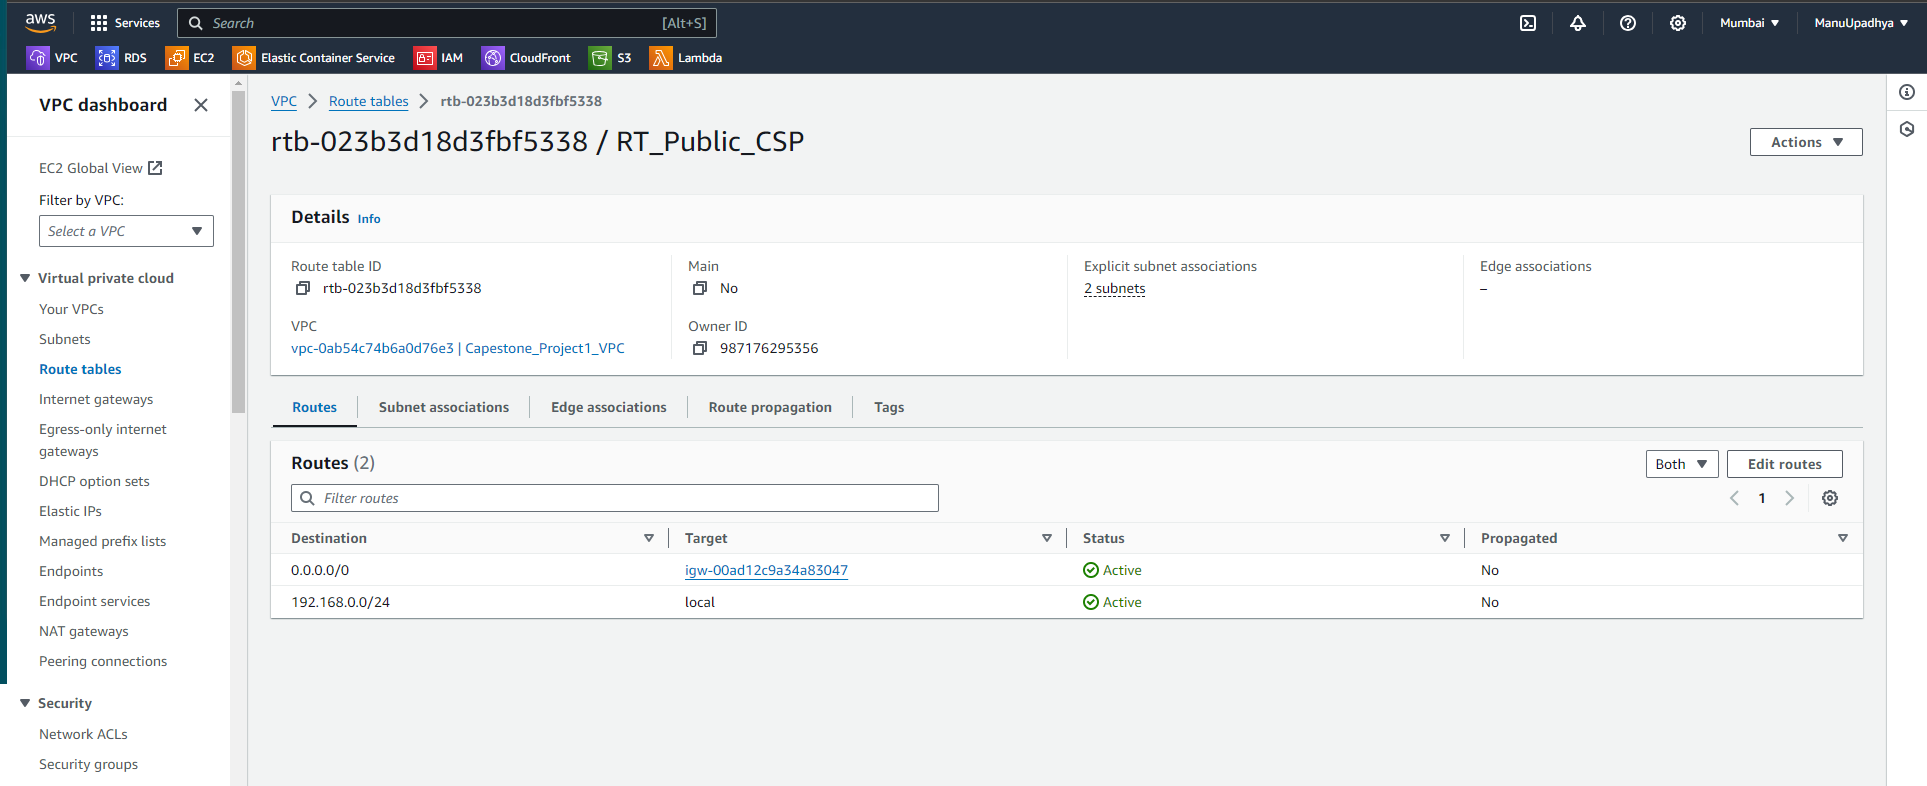 aws Services Search [Alt+S] Mumbai ManuUpadhya
VPC RDS EC2 Elastic Container Service IAM CloudFront S3 Lambda
VPC dashboard
EC2 Global View
Filter by VPC:
Select a VPC
Virtual private cloud
Your VPCs
Subnets
Route tables
Internet gateways
Egress-only internet
gateways
DHCP option sets
Elastic IPs
Managed prefix lists
Endpoints
Endpoint services
NAT gateways
Peering connections
Security
Network ACLs
Security groups
VPC Route tables rtb-023b3d18d3fbf5338
rtb-023b3d18d3fbf5338 / RT_Public_CSP
Actions
Details Info
Route table ID
rtb-023b3d18d3fbf5338
Main
No
Explicit subnet associations
2 subnets
Edge associations
–
VPC
vpc-0ab54c74b6a0d76e3 | Capestone_Project1_VPC
Owner ID
987176295356
Routes Subnet associations Edge associations Route propagation Tags
Routes (2)
Both Edit routes
Filter routes
1
Destination Target Status Propagated
0.0.0.0/0 igw-00ad12c9a34a83047 Active No
192.168.0.0/24 local Active No